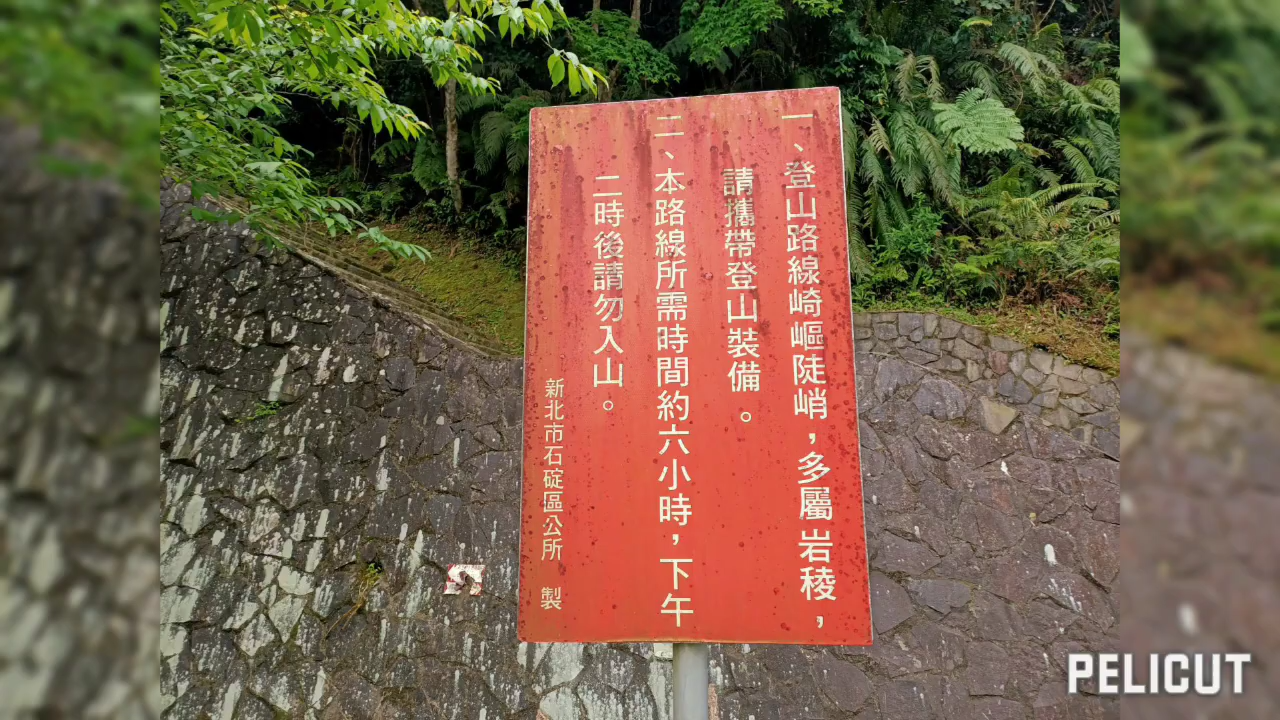 一、登山路線崎嶇陡峭，多屬岩稜，
請攜帶登山裝備。
二、本路線所需時間約六小時，下午
二時後請勿入山。
新北市石碇區公所 製
PELICUT